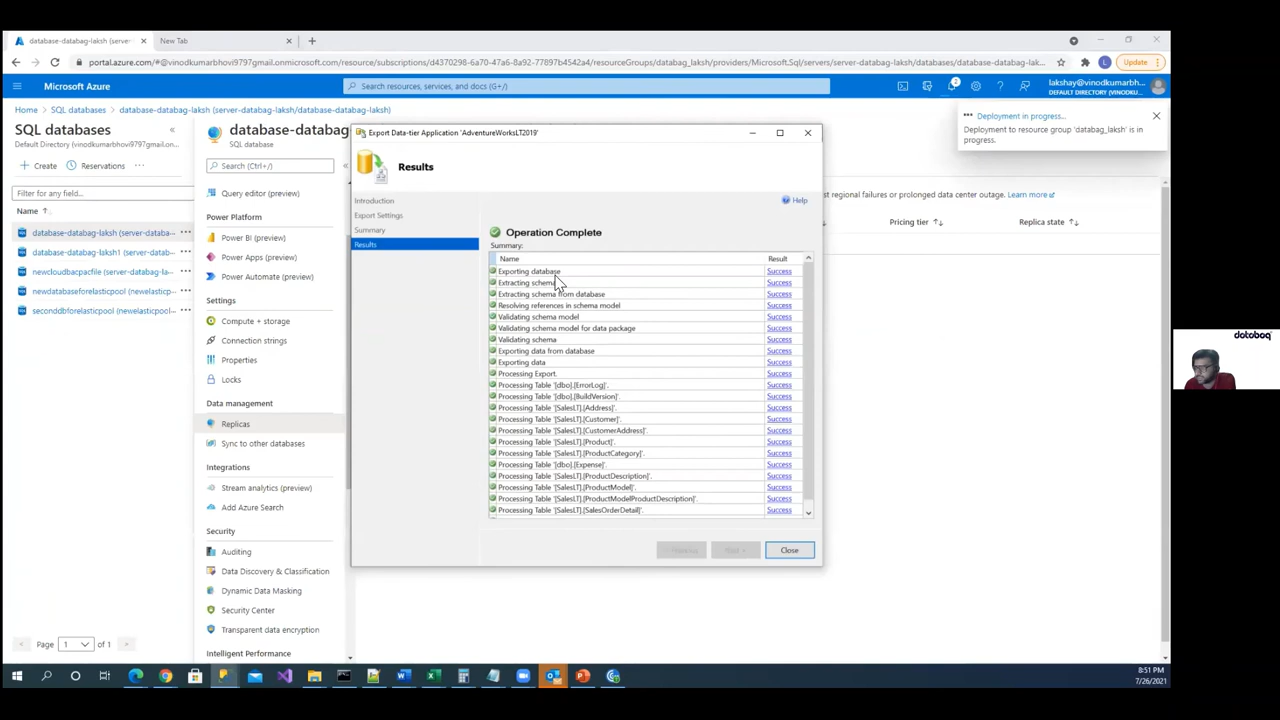 database-databag-laksh (serve
New Tab
portal.azure.com/#@vinodkumarbhovi9797gmail.onmicrosoft.com/resource/subscriptions/d4370298-6a70-47a6-8a92-77897b4542a4/resourceGroups/databag_laksh/providers/Microsoft.Sql/servers/server-databag-laksh/databases/database-databag-laksh...
Update
Microsoft Azure
Search resources, services, and docs (G+/)
2
lakshay@vinodkumarbh...
DEFAULT DIRECTORY (VINODKU...
Home > SQL databases > database-databag-laksh (server-databag-laksh/database-databag-laksh)
SQL databases
Default Directory (vinodkumarbhovi9797gmail.on...
Create
Reservations
Filter for any field...
Name
database-databag-laksh (server-databa...
database-databag-laksh1 (server-databa...
newcloudbacpacfile (server-databag-la...
newdatabaseforelasticpool (newelasticp...
seconddbforelasticpool (newelasticpool...
Page 1 of 1
database-databag
SQL database
Search (Ctrl+/)
Query editor (preview)
Power Platform
Power BI (preview)
Power Apps (preview)
Power Automate (preview)
Settings
Compute + storage
Connection strings
Properties
Locks
Data management
Replicas
Sync to other databases
Integrations
Stream analytics (preview)
Add Azure Search
Security
Auditing
Data Discovery & Classification
Dynamic Data Masking
Security Center
Transparent data encryption
Intelligent Performance
Export Data-tier Application 'AdventureWorksLT2019'
Results
Introduction
Export Settings
Summary
Results
Help
Operation Complete
Summary:
Name Result
Exporting database Success
Extracting schema Success
Extracting schema from database Success
Resolving references in schema model Success
Validating schema model Success
Validating schema model for data package Success
Validating schema Success
Exporting data from database Success
Exporting data Success
Processing Export. Success
Processing Table '[dbo].[ErrorLog]'. Success
Processing Table '[dbo].[BuildVersion]'. Success
Processing Table '[SalesLT].[Address]'. Success
Processing Table '[SalesLT].[Customer]'. Success
Processing Table '[SalesLT].[CustomerAddress]'. Success
Processing Table '[SalesLT].[Product]'. Success
Processing Table '[SalesLT].[ProductCategory]'. Success
Processing Table '[dbo].[Expense]'. Success
Processing Table '[SalesLT].[ProductDescription]'. Success
Processing Table '[SalesLT].[ProductModel]'. Success
Processing Table '[SalesLT].[ProductModelProductDescription]'. Success
Processing Table '[SalesLT].[SalesOrderDetail]'. Success
Close
Deployment in progress...
Deployment to resource group 'databag_laksh' is in
progress.
st regional failures or prolonged data center outage. Learn more
Pricing tier
Replica state
databag
8:51 PM
7/26/2021